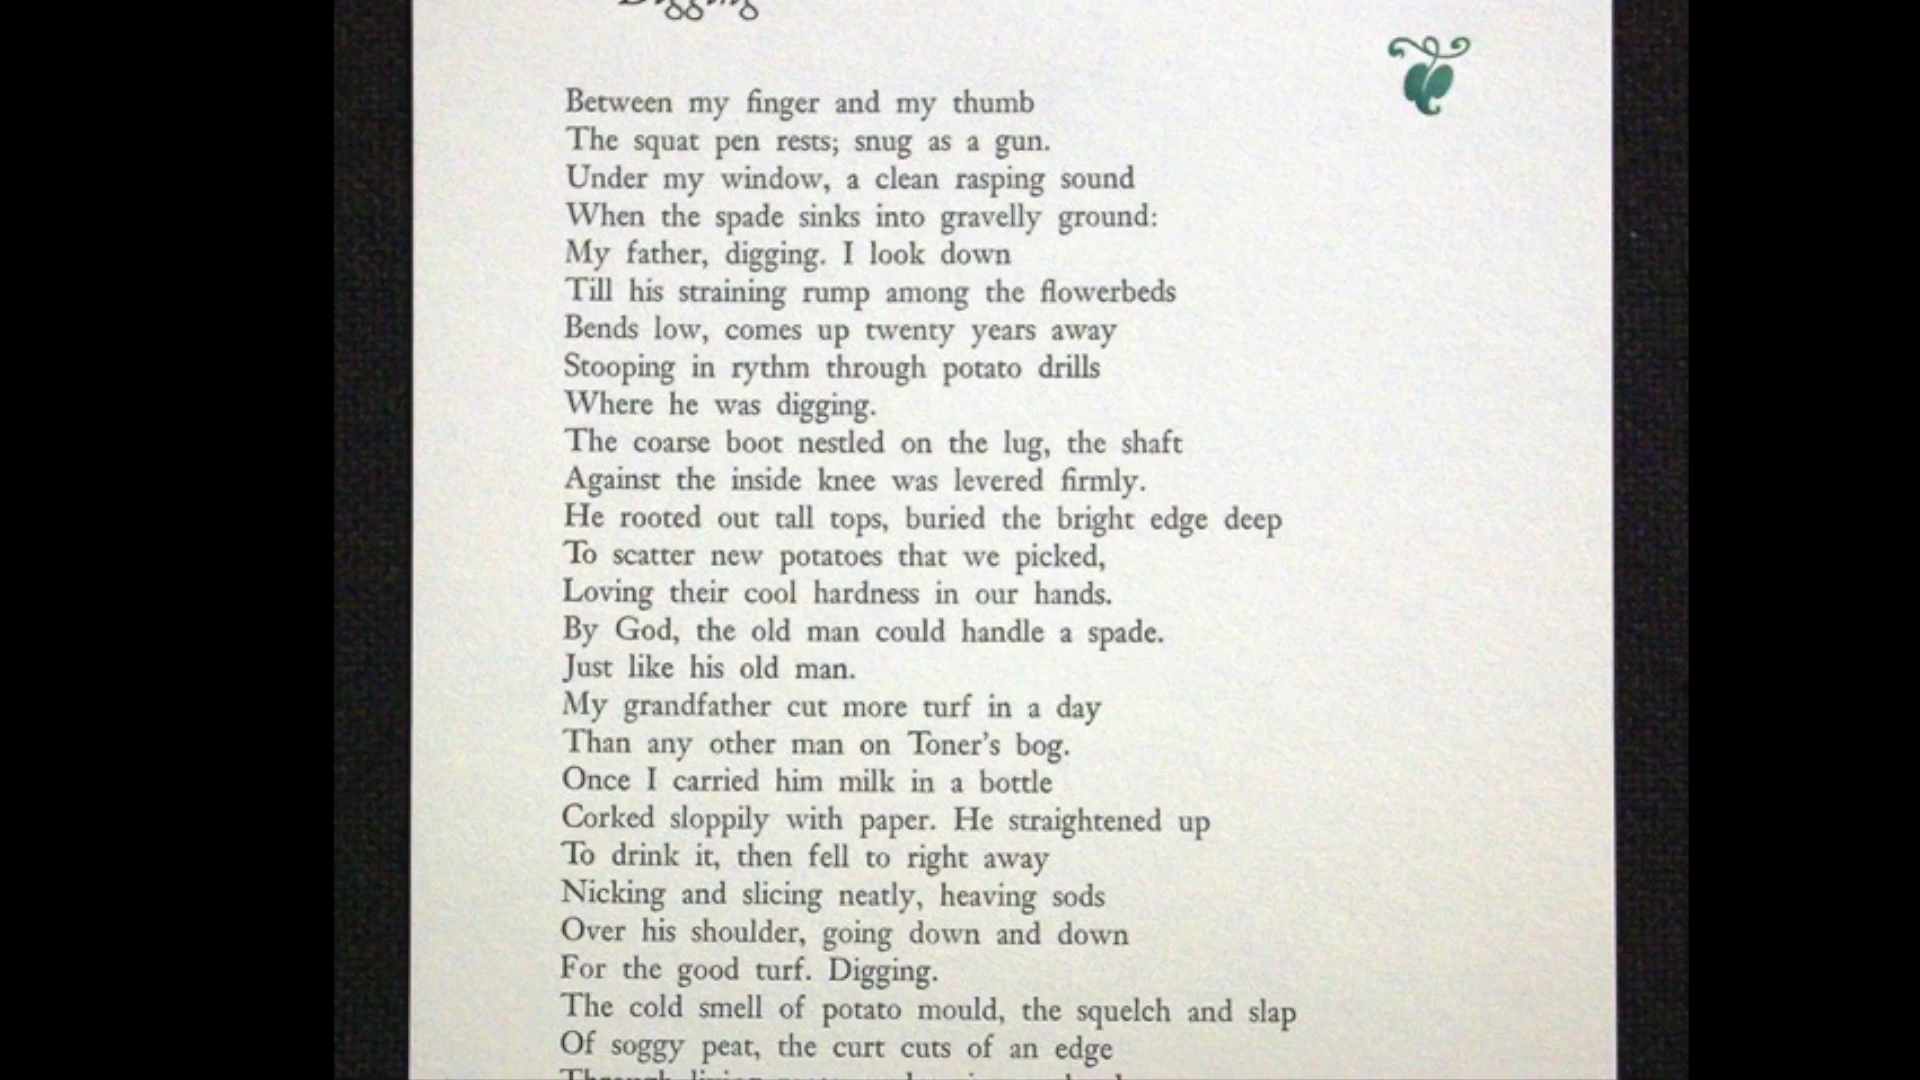 Digging
Between my finger and my thumb
The squat pen rests; snug as a gun.
Under my window, a clean rasping sound
When the spade sinks into gravelly ground:
My father, digging. I look down
Till his straining rump among the flowerbeds
Bends low, comes up twenty years away
Stooping in rythm through potato drills
Where he was digging.
The coarse boot nestled on the lug, the shaft
Against the inside knee was levered firmly.
He rooted out tall tops, buried the bright edge deep
To scatter new potatoes that we picked,
Loving their cool hardness in our hands.
By God, the old man could handle a spade.
Just like his old man.
My grandfather cut more turf in a day
Than any other man on Toner's bog.
Once I carried him milk in a bottle
Corked sloppily with paper. He straightened up
To drink it, then fell to right away
Nicking and slicing neatly, heaving sods
Over his shoulder, going down and down
For the good turf. Digging.
The cold smell of potato mould, the squelch and slap
Of soggy peat, the curt cuts of an edge
Through living